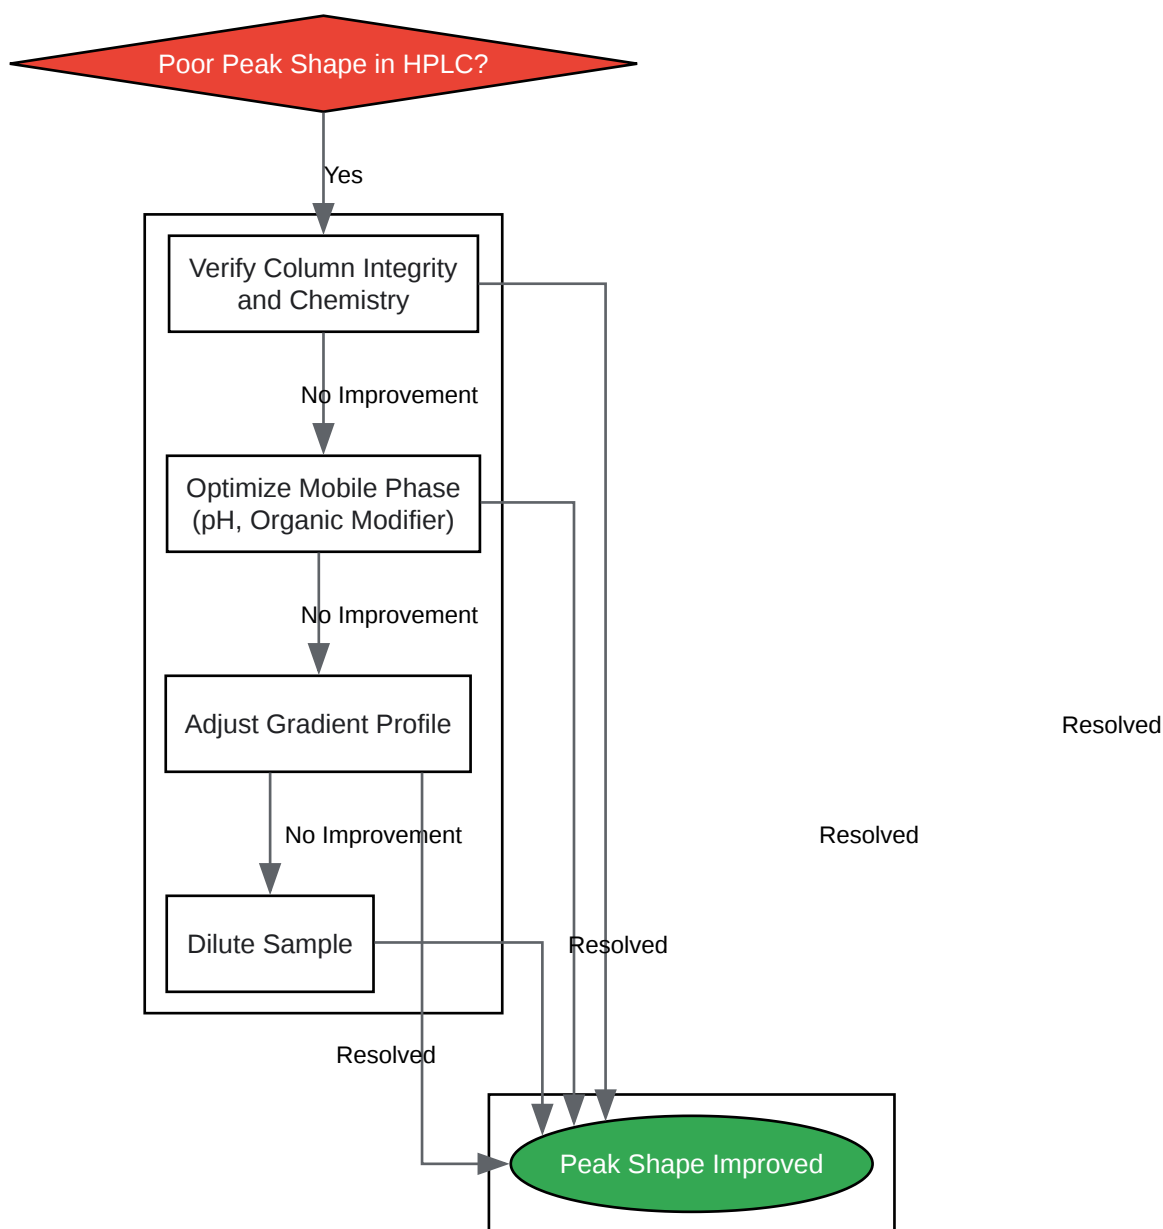 Poor Peak Shape in HPLC?
Yes
Verify Column Integrity
and Chemistry
No Improvement
Optimize Mobile Phase
(pH, Organic Modifier)
No Improvement
Adjust Gradient Profile
Resolved
No Improvement
Resolved
Dilute Sample
Resolved
Resolved
Peak Shape Improved